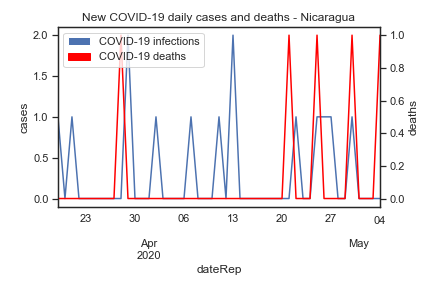 New COVID-19 daily cases and deaths - Nicaragua
COVID-19 infections
COVID-19 deaths
cases
2.0
1.5
1.0
0.5
0.0
deaths
1.0
0.8
0.6
0.4
0.2
0.0
23 30 06 13 20 27 04
Apr May
2020
dateRep